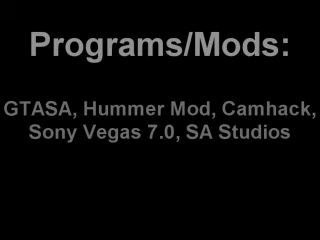 Programs/Mods:
GTASA, Hummer Mod, Camhack,
Sony Vegas 7.0, SA Studios